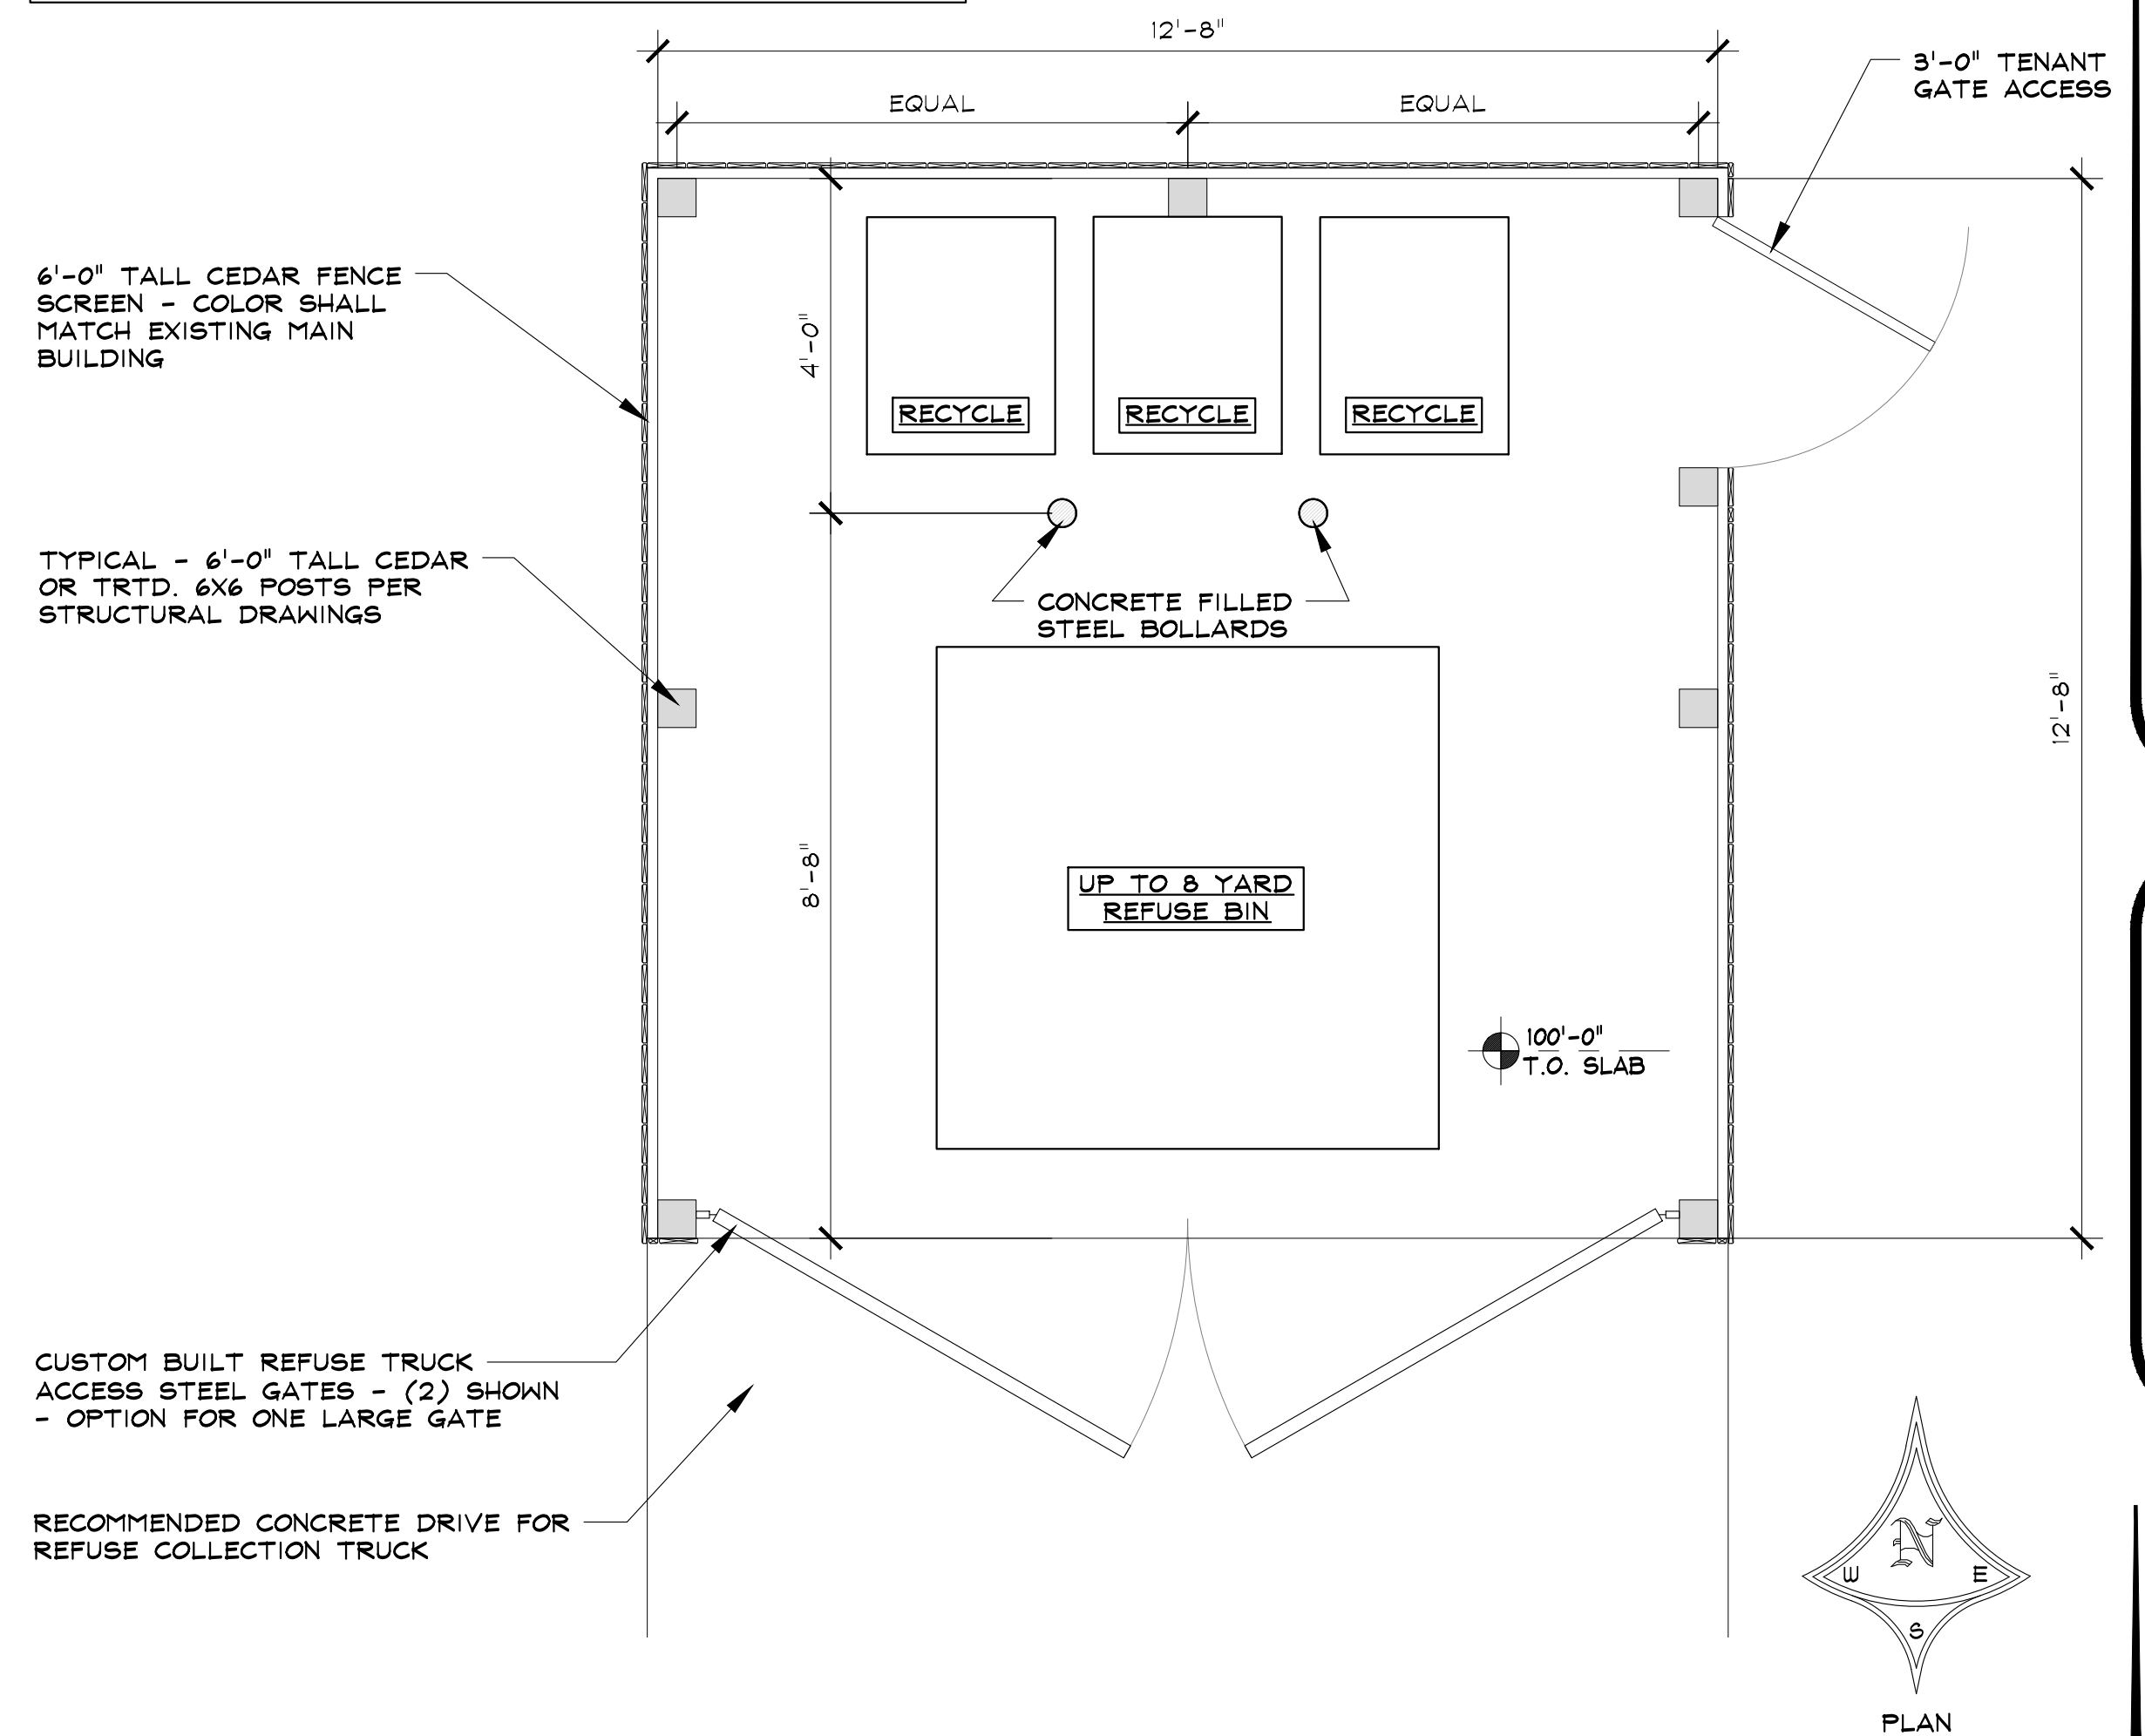 12'-8"
3'-0" TENANT
GATE ACCESS
EQUAL
EQUAL
6'-0" TALL CEDAR FENCE
SCREEN - COLOR SHALL
MATCH EXISTING MAIN
BUILDING
4'-0"
RECYCLE
RECYCLE
RECYCLE
TYPICAL - 6'-0" TALL CEDAR
OR TRTD. 6X6 POSTS PER
STRUCTURAL DRAWINGS
CONCRETE FILLED
STEEL BOLLARDS
12'-8"
8'-8"
UP TO 8 YARD
REFUSE BIN
100'-0"
T.O. SLAB
CUSTOM BUILT REFUSE TRUCK
ACCESS STEEL GATES - (2) SHOWN
- OPTION FOR ONE LARGE GATE
RECOMMENDED CONCRETE DRIVE FOR
REFUSE COLLECTION TRUCK
N
W
E
S
PLAN